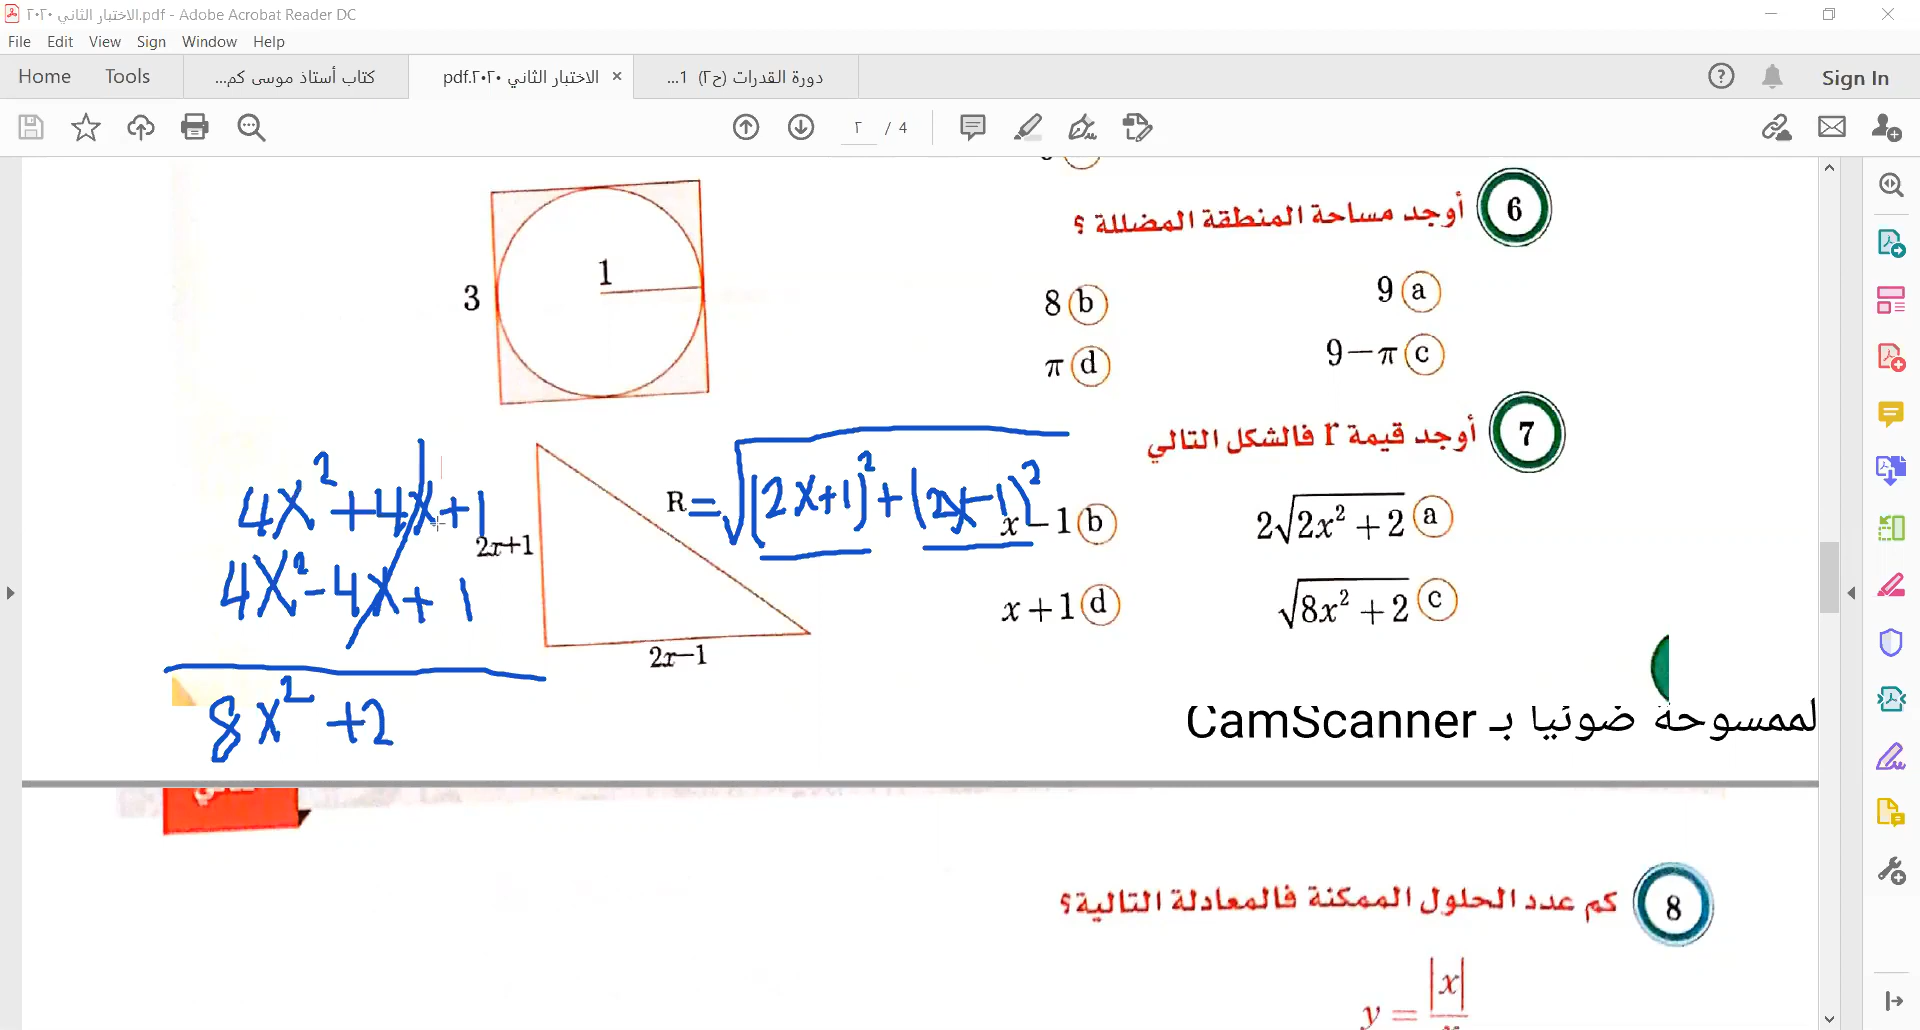 الاختبار الثاني ٢٠٢٠.pdf - Adobe Acrobat Reader DC
File Edit View Sign Window Help
Home Tools
كتاب أستاذ موسى كم...
الاختبار الثاني ٢٠٢٠.pdf ×
دورة القدرات (ح٢) 1...
Sign In
٢ / 4
6 أوجد مساحة المنطقة المضللة ؟
1
3
9 a
8 b
9−π c
π d
7 أوجد قيمة r فالشكل التالي
4x² + 4x + 1
4x² − 4x + 1
8x² + 2
R = √(2x+1)² + (2x−1)²
2x+1
2x−1
2√2x² + 2 a
x−1 b
√8x² + 2 c
x+1 d
لممسوحة ضوئيا بـ CamScanner
8 كم عدد الحلول الممكنة فالمعادلة التالية؟
y = |x|